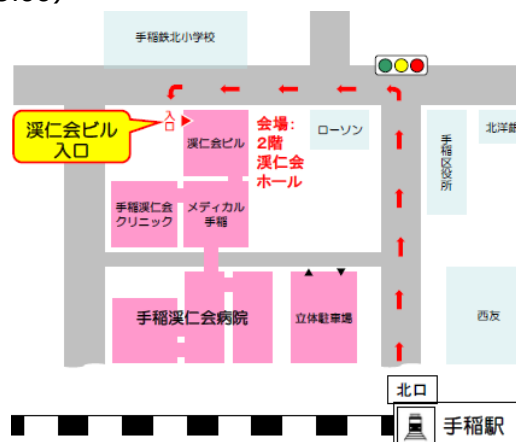 手稲鉄北小学校
入口
渓仁会ビル
入口
渓仁会ビル
会場:
2階
渓仁会
ホール
ローソン
手稲区役所
手稲渓仁会
クリニック
メディカル
手稲
手稲渓仁会病院
立体駐車場
西友
北口
手稲駅